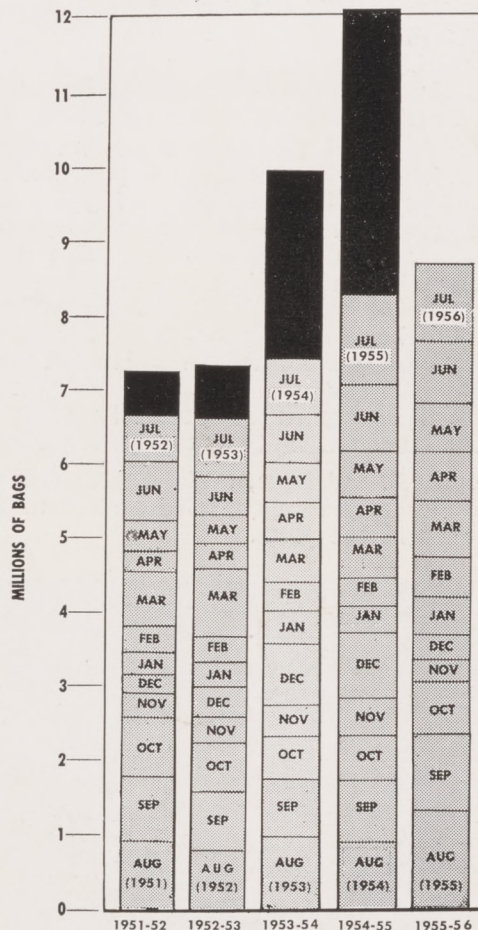 12
11
10
9
8
7
6
5
4
3
2
1
0
MILLIONS OF BAGS
JUL
(1952)
JUN
MAY
APR
MAR
FEB
JAN
DEC
NOV
OCT
SEP
AUG
(1951)
1951-52
JUL
(1953)
JUN
MAY
APR
MAR
FEB
JAN
DEC
NOV
OCT
SEP
AUG
(1952)
1952-53
JUL
(1954)
JUN
MAY
APR
MAR
FEB
JAN
DEC
NOV
OCT
SEP
AUG
(1953)
1953-54
JUL
(1955)
JUN
MAY
APR
MAR
FEB
JAN
DEC
NOV
OCT
SEP
AUG
(1954)
1954-55
JUL
(1956)
JUN
MAY
APR
MAR
FEB
JAN
DEC
NOV
OCT
SEP
AUG
(1955)
1955-56